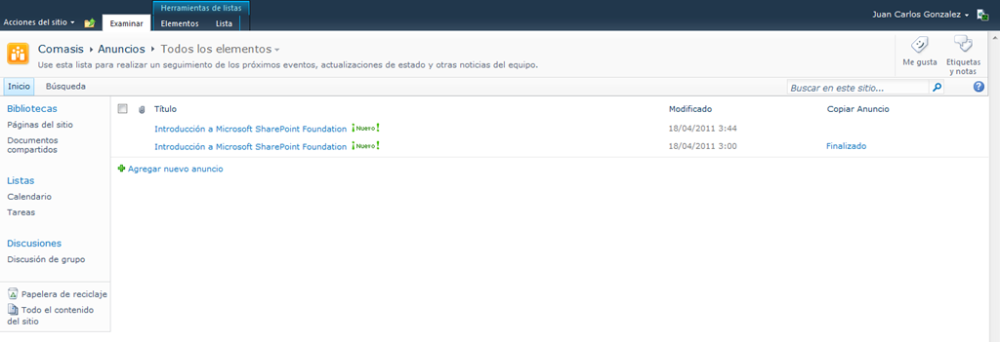 Herramientas de listas
Acciones del sitio
Examinar
Elementos
Lista
Juan Carlos Gonzalez
Comasis
Anuncios
Todos los elementos
Use esta lista para realizar un seguimiento de los próximos eventos, actualizaciones de estado y otras noticias del equipo.
Me gusta
Etiquetas
y notas
Inicio
Búsqueda
Buscar en este sitio...
Bibliotecas
Páginas del sitio
Documentos
compartidos
Listas
Calendario
Tareas
Discusiones
Discusión de grupo
Papelera de reciclaje
Todo el contenido
del sitio
Título
Modificado
Copiar Anuncio
Introducción a Microsoft SharePoint Foundation ¡Nuevo! 18/04/2011 3:44
Introducción a Microsoft SharePoint Foundation ¡Nuevo! 18/04/2011 3:00 Finalizado
Agregar nuevo anuncio